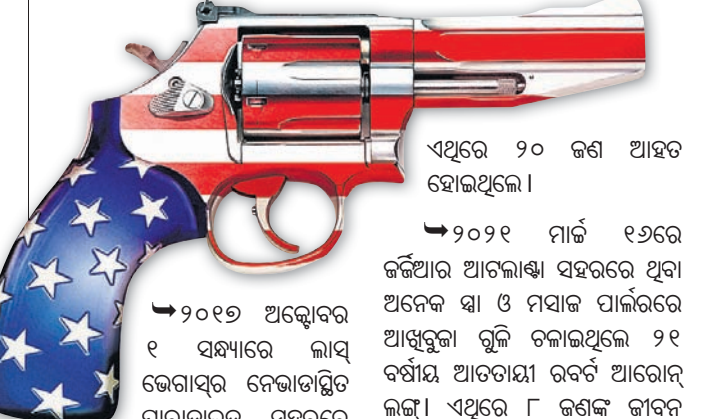 ➥୨୦୧୭ ଅକ୍ଟୋବର
୧ ସନ୍ଧ୍ୟାରେ ଲାସ୍
ଭେଗାସ୍‌ର ନେଭାଡାସ୍ଥିତ
ଏଥିରେ ୨୦ ଜଣ ଆହତ
ହୋଇଥିଲେ।
➥୨୦୨୧ ମାର୍ଚ୍ଚ ୧୬ରେ
ଜର୍ଜିଆର ଆଟଲାଣ୍ଟା ସହରରେ ଥିବା
ଅନେକ ସ୍ପା ଓ ମସାଜ ପାର୍ଲରରେ
ଆଖିବୁଜା ଗୁଳି ଚଳାଇଥିଲେ ୨୧
ବର୍ଷୀୟ ଆତତାୟୀ ରବର୍ଟ ଆରୋନ୍
ଲଙ୍ଗ୍। ଏଥିରେ ୮ ଜଣଙ୍କ ଜୀବନ